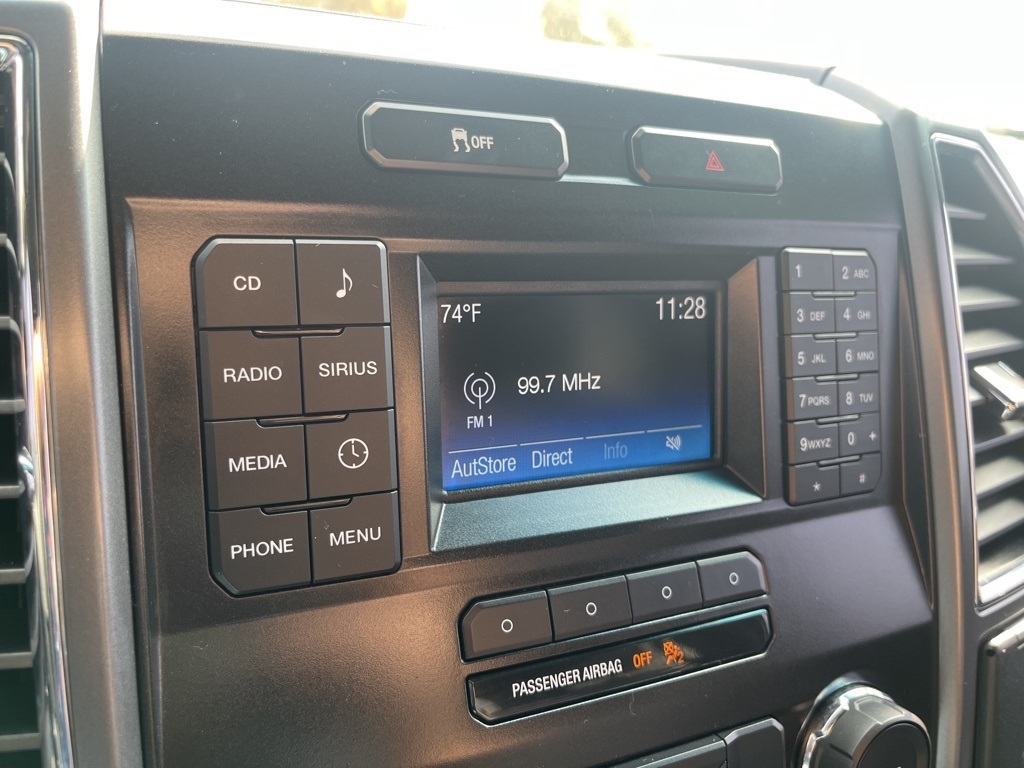 OFF
CD
RADIO
SIRIUS
MEDIA
PHONE
MENU
74°F 11:28
99.7 MHz
FM 1
AutStore Direct Info
1 2 ABC
3 DEF 4 GHI
5 JKL 6 MNO
7 PQRS 8 TUV
9 WXYZ 0 +
* #
PASSENGER AIRBAG OFF 2